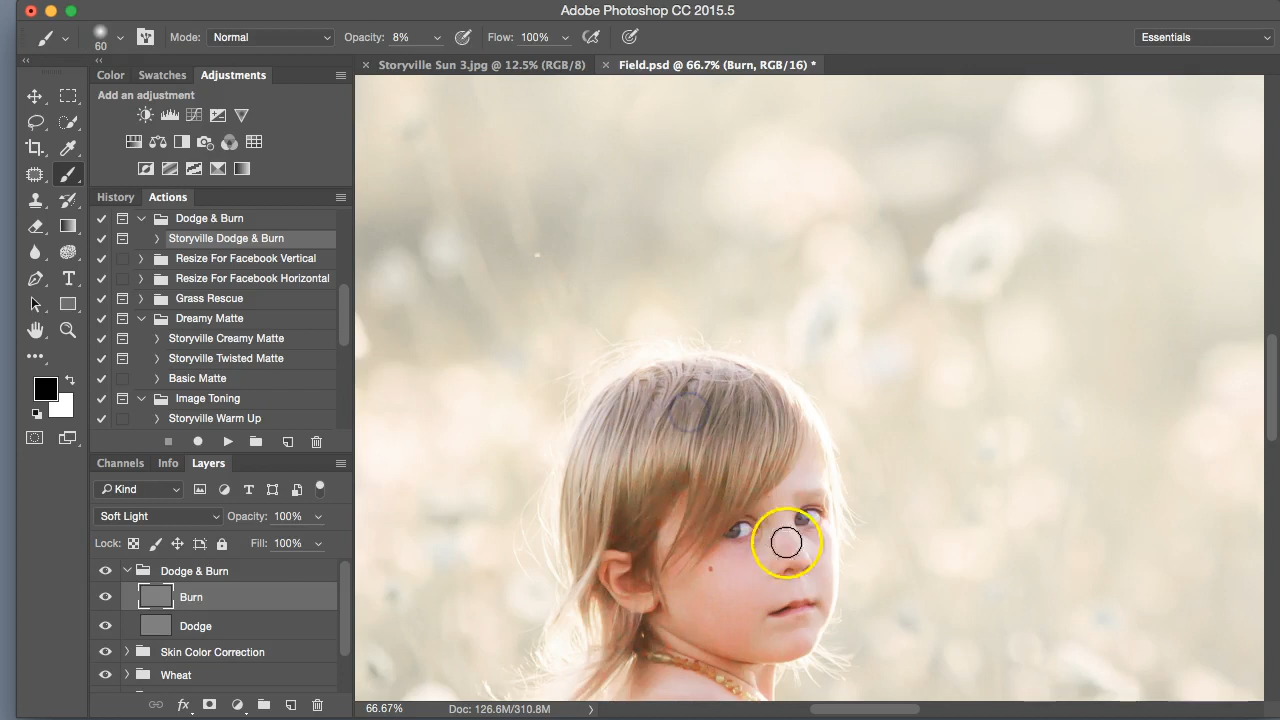 Adobe Photoshop CC 2015.5
60
Mode: Normal
Opacity: 8%
Flow: 100%
Essentials
Storyville Sun 3.jpg @ 12.5% (RGB/8)
Field.psd @ 66.7% (Burn, RGB/16) *
Color Swatches Adjustments
Add an adjustment
History Actions
Dodge & Burn
Storyville Dodge & Burn
Resize For Facebook Vertical
Resize For Facebook Horizontal
Grass Rescue
Dreamy Matte
Storyville Creamy Matte
Storyville Twisted Matte
Basic Matte
Image Toning
Storyville Warm Up
Channels Info Layers
Kind
Soft Light Opacity: 100%
Lock: Fill: 100%
Dodge & Burn
Burn
Dodge
Skin Color Correction
Wheat
fx
66.67% Doc: 126.6M/310.8M